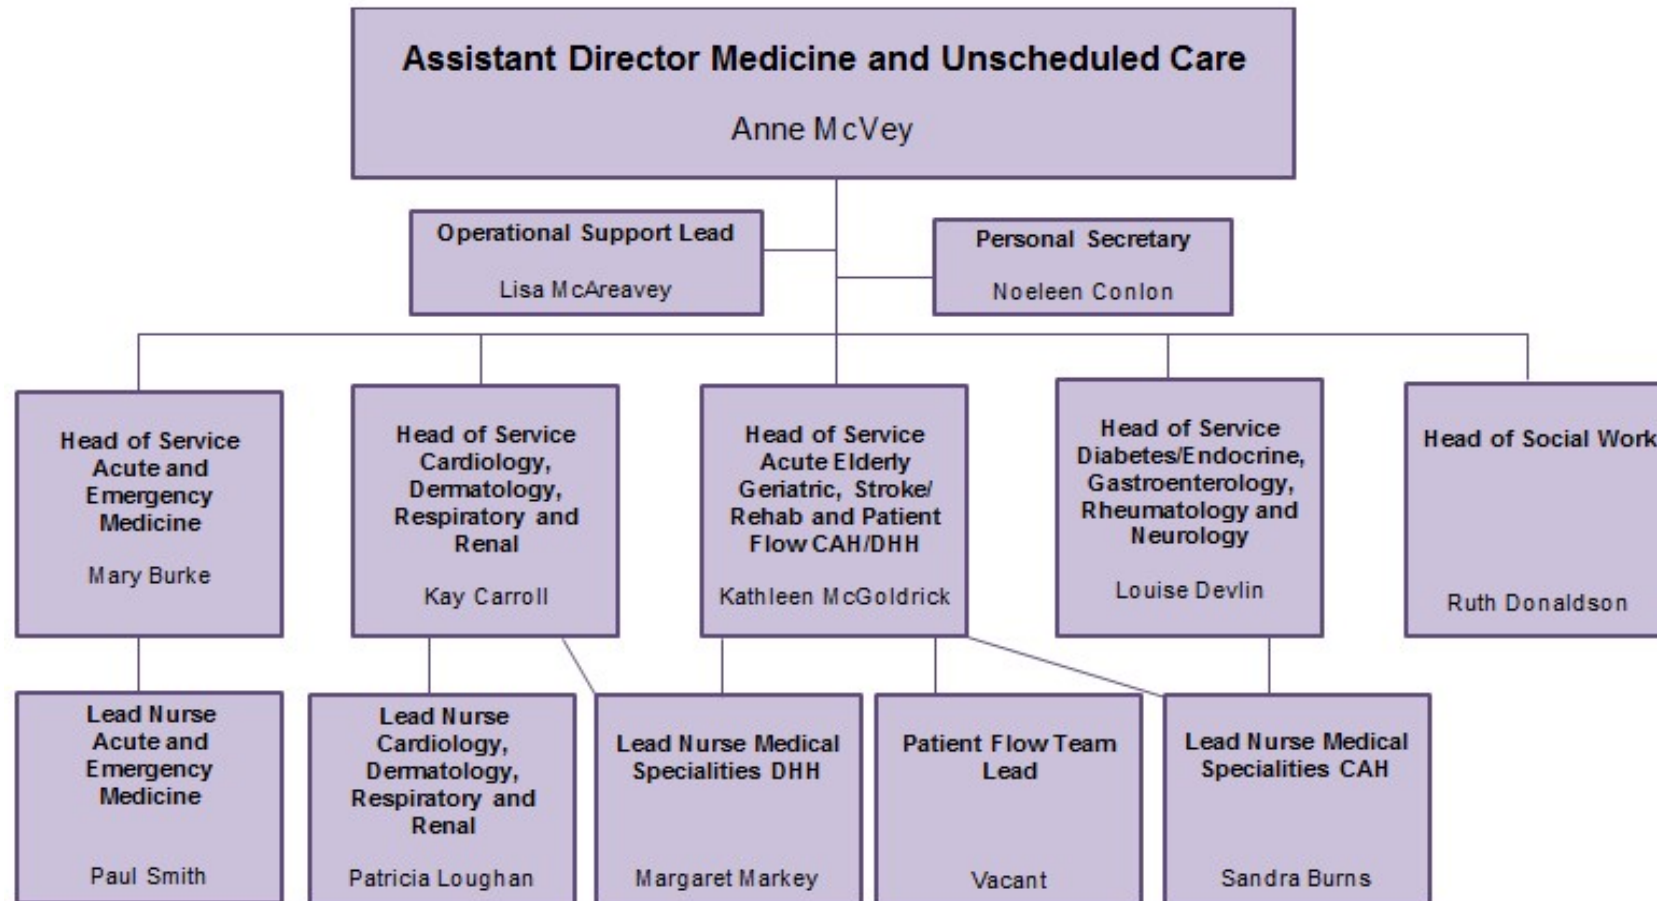 Assistant Director Medicine and Unscheduled Care
Anne McVey
Operational Support Lead
Lisa McAreavey
Personal Secretary
Noeleen Conlon
Head of Service
Acute and
Emergency
Medicine
Mary Burke
Head of Service
Cardiology,
Dermatology,
Respiratory and
Renal
Kay Carroll
Head of Service
Acute Elderly
Geriatric, Stroke/
Rehab and Patient
Flow CAH/DHH
Kathleen McGoldrick
Head of Service
Diabetes/Endocrine,
Gastroenterology,
Rheumatology and
Neurology
Louise Devlin
Head of Social Work
Ruth Donaldson
Lead Nurse
Acute and
Emergency
Medicine
Paul Smith
Lead Nurse
Cardiology,
Dermatology,
Respiratory and
Renal
Patricia Loughan
Lead Nurse Medical
Specialities DHH
Margaret Markey
Patient Flow Team
Lead
Vacant
Lead Nurse Medical
Specialities CAH
Sandra Burns